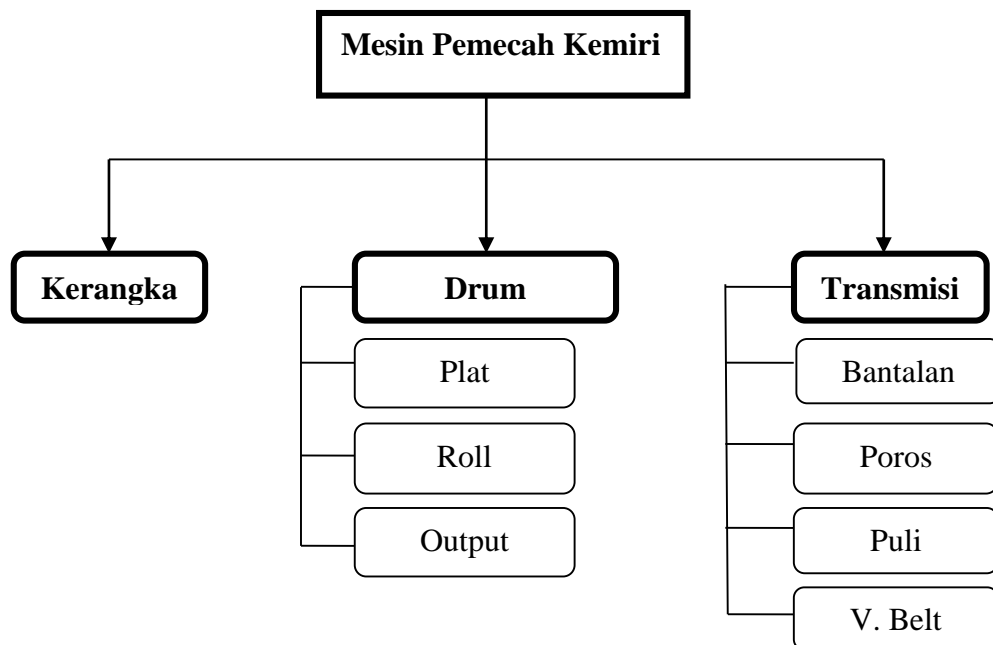 Mesin Pemecah Kemiri
Kerangka
Drum
Transmisi
Plat
Bantalan
Roll
Poros
Output
Puli
V. Belt